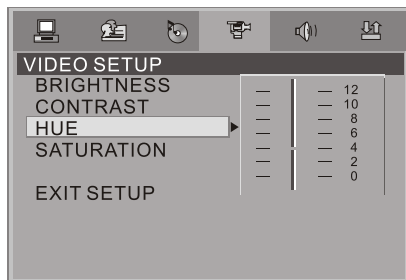 VIDEO SETUP
BRIGHTNESS
CONTRAST
HUE
SATURATION
EXIT SETUP
12
10
8
6
4
2
0